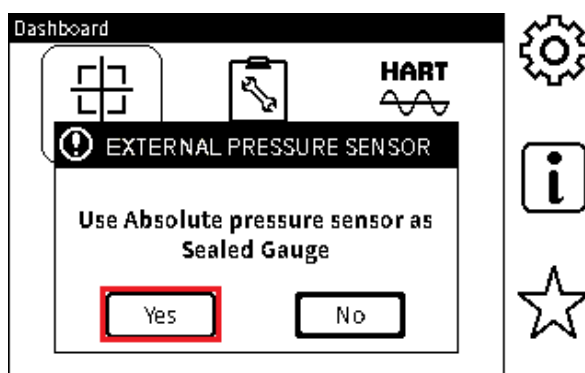 Dashboard
HART
EXTERNAL PRESSURE SENSOR
Use Absolute pressure sensor as
Sealed Gauge
Yes
No